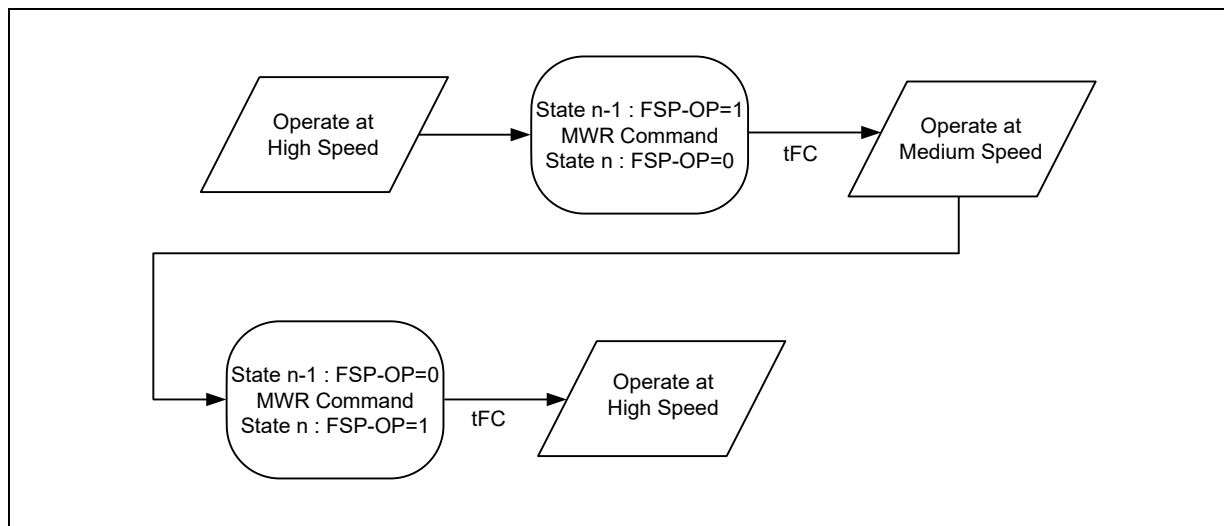 Operate at
High Speed
State n-1 : FSP-OP=1
MWR Command
State n : FSP-OP=0
tFC
Operate at
Medium Speed
State n-1 : FSP-OP=0
MWR Command
State n : FSP-OP=1
tFC
Operate at
High Speed